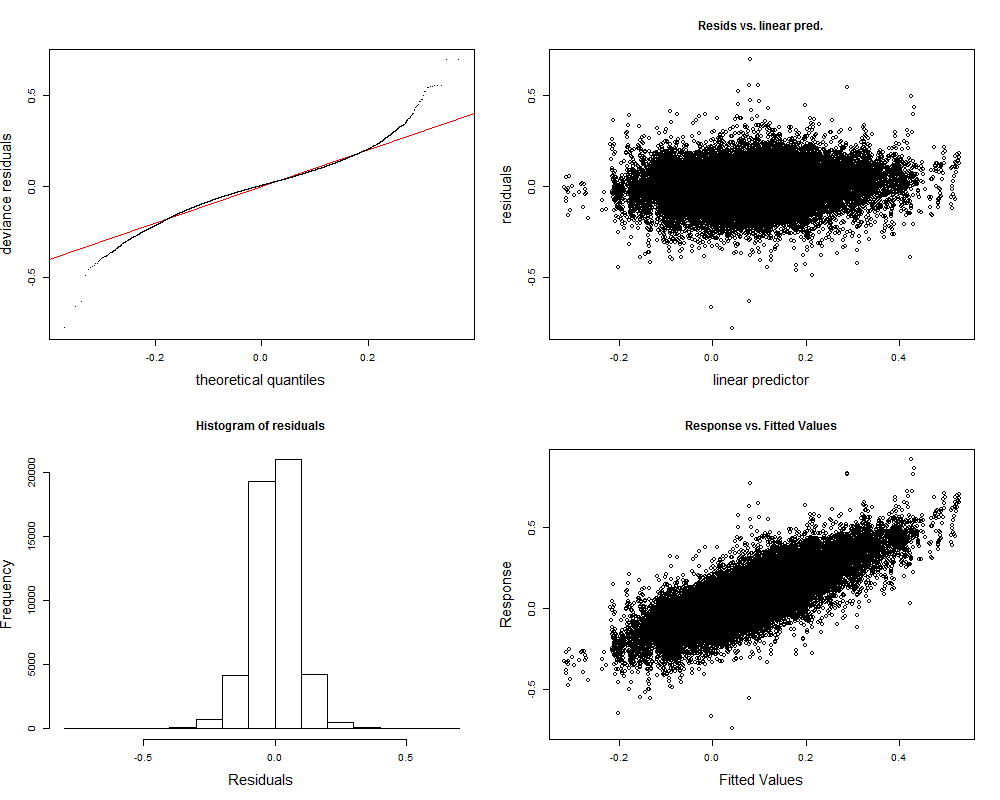 deviance residuals
0.5
0.0
-0.5
-0.2
0.0
0.2
theoretical quantiles
Resids vs. linear pred.
residuals
0.5
0.0
-0.5
-0.2
0.0
0.2
0.4
linear predictor
Histogram of residuals
Frequency
20000
15000
10000
5000
0
-0.5
0.0
0.5
Residuals
Response vs. Fitted Values
Response
0.5
0.0
-0.5
-0.2
0.0
0.2
0.4
Fitted Values